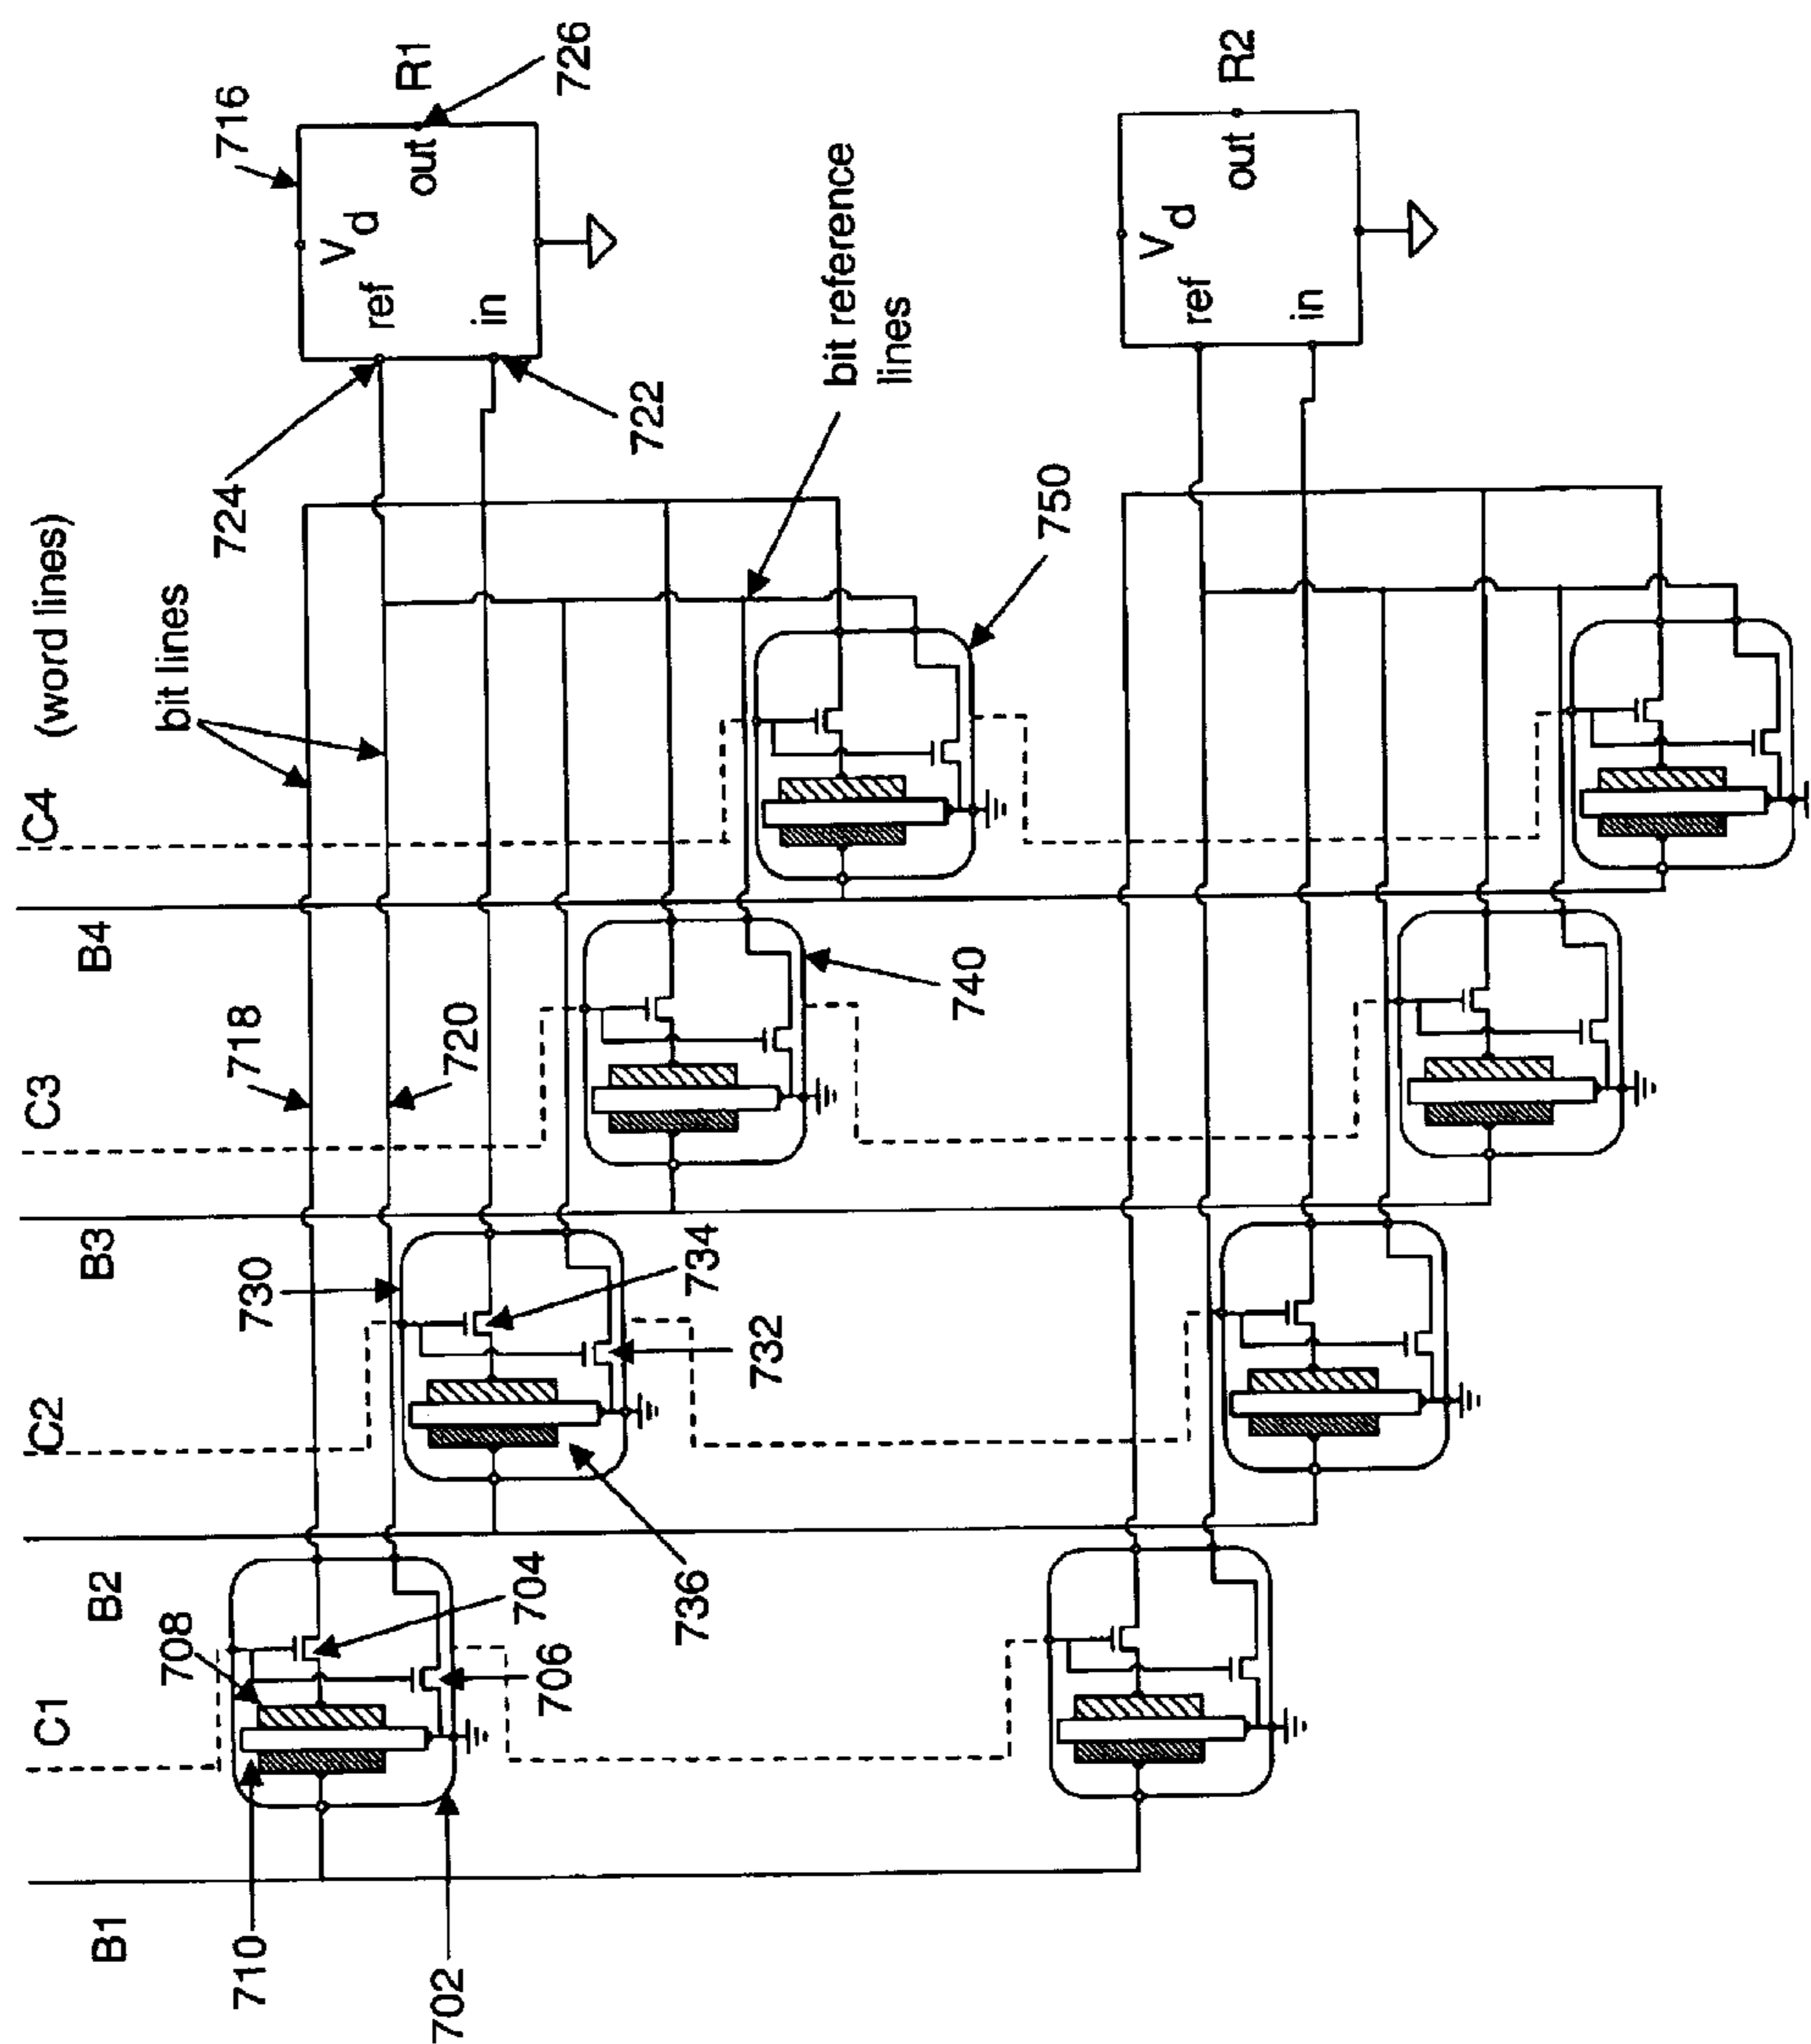 C1
C2
C3
C4
(word lines)
B1
B2
B3
B4
bit lines
716
R1
726
V d
ref
out
in
724
722
718
720
bit reference
lines
708
710
702
704
706
730
734
732
736
740
750
R2
V d
ref
out
in